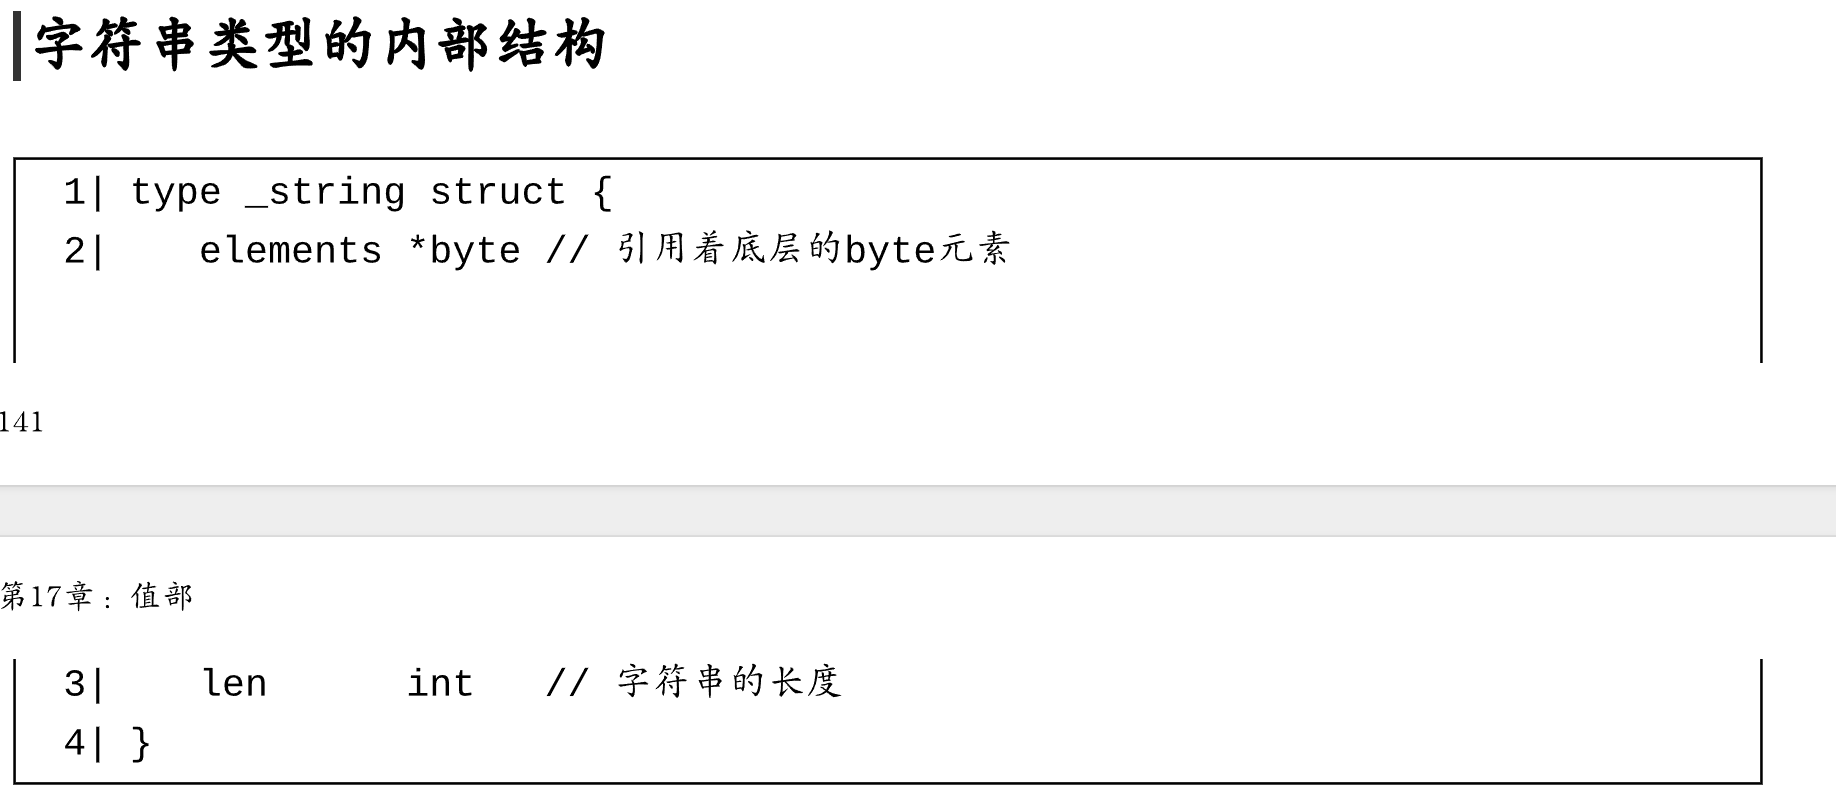 字符串类型的内部结构
1| type _string struct {
2|    elements *byte // 引用着底层的byte元素
141
第17章：值部
3|    len      int   // 字符串的长度
4| }